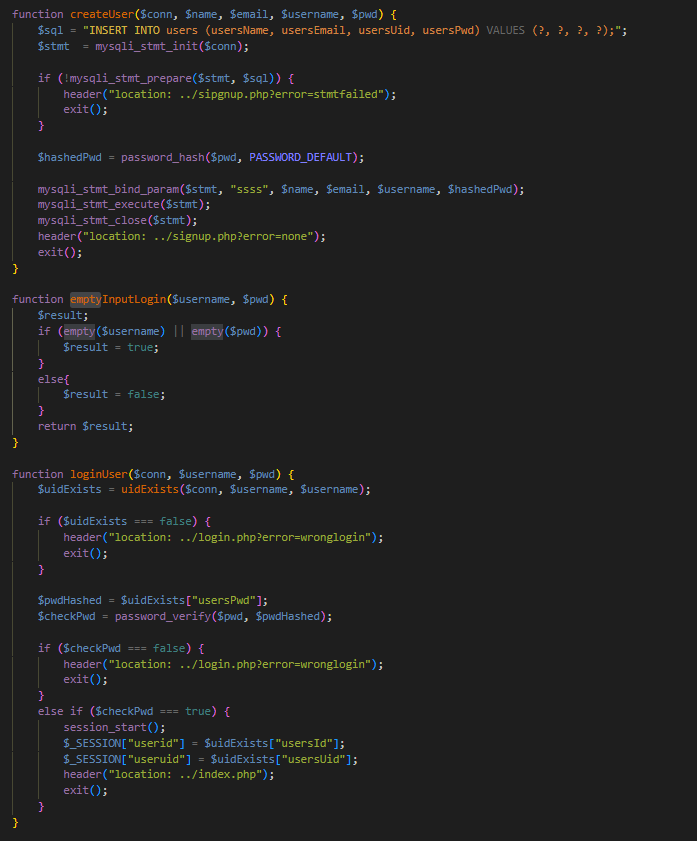 function createUser($conn, $name, $email, $username, $pwd) {
$sql = "INSERT INTO users (usersName, usersEmail, usersUid, usersPwd) VALUES (?, ?, ?, ?);";
$stmt  = mysqli_stmt_init($conn);
if (!mysqli_stmt_prepare($stmt, $sql)) {
header("location: ../sipgnup.php?error=stmtfailed");
exit();
}
$hashedPwd = password_hash($pwd, PASSWORD_DEFAULT);
mysqli_stmt_bind_param($stmt, "ssss", $name, $email, $username, $hashedPwd);
mysqli_stmt_execute($stmt);
mysqli_stmt_close($stmt);
header("location: ../signup.php?error=none");
exit();
}
function emptyInputLogin($username, $pwd) {
$result;
if (empty($username) || empty($pwd)) {
$result = true;
}
else{
$result = false;
}
return $result;
}
function loginUser($conn, $username, $pwd) {
$uidExists = uidExists($conn, $username, $username);
if ($uidExists === false) {
header("location: ../login.php?error=wronglogin");
exit();
}
$pwdHashed = $uidExists["usersPwd"];
$checkPwd = password_verify($pwd, $pwdHashed);
if ($checkPwd === false) {
header("location: ../login.php?error=wronglogin");
exit();
}
else if ($checkPwd === true) {
session_start();
$_SESSION["userid"] = $uidExists["usersId"];
$_SESSION["useruid"] = $uidExists["usersUid"];
header("location: ../index.php");
exit();
}
}